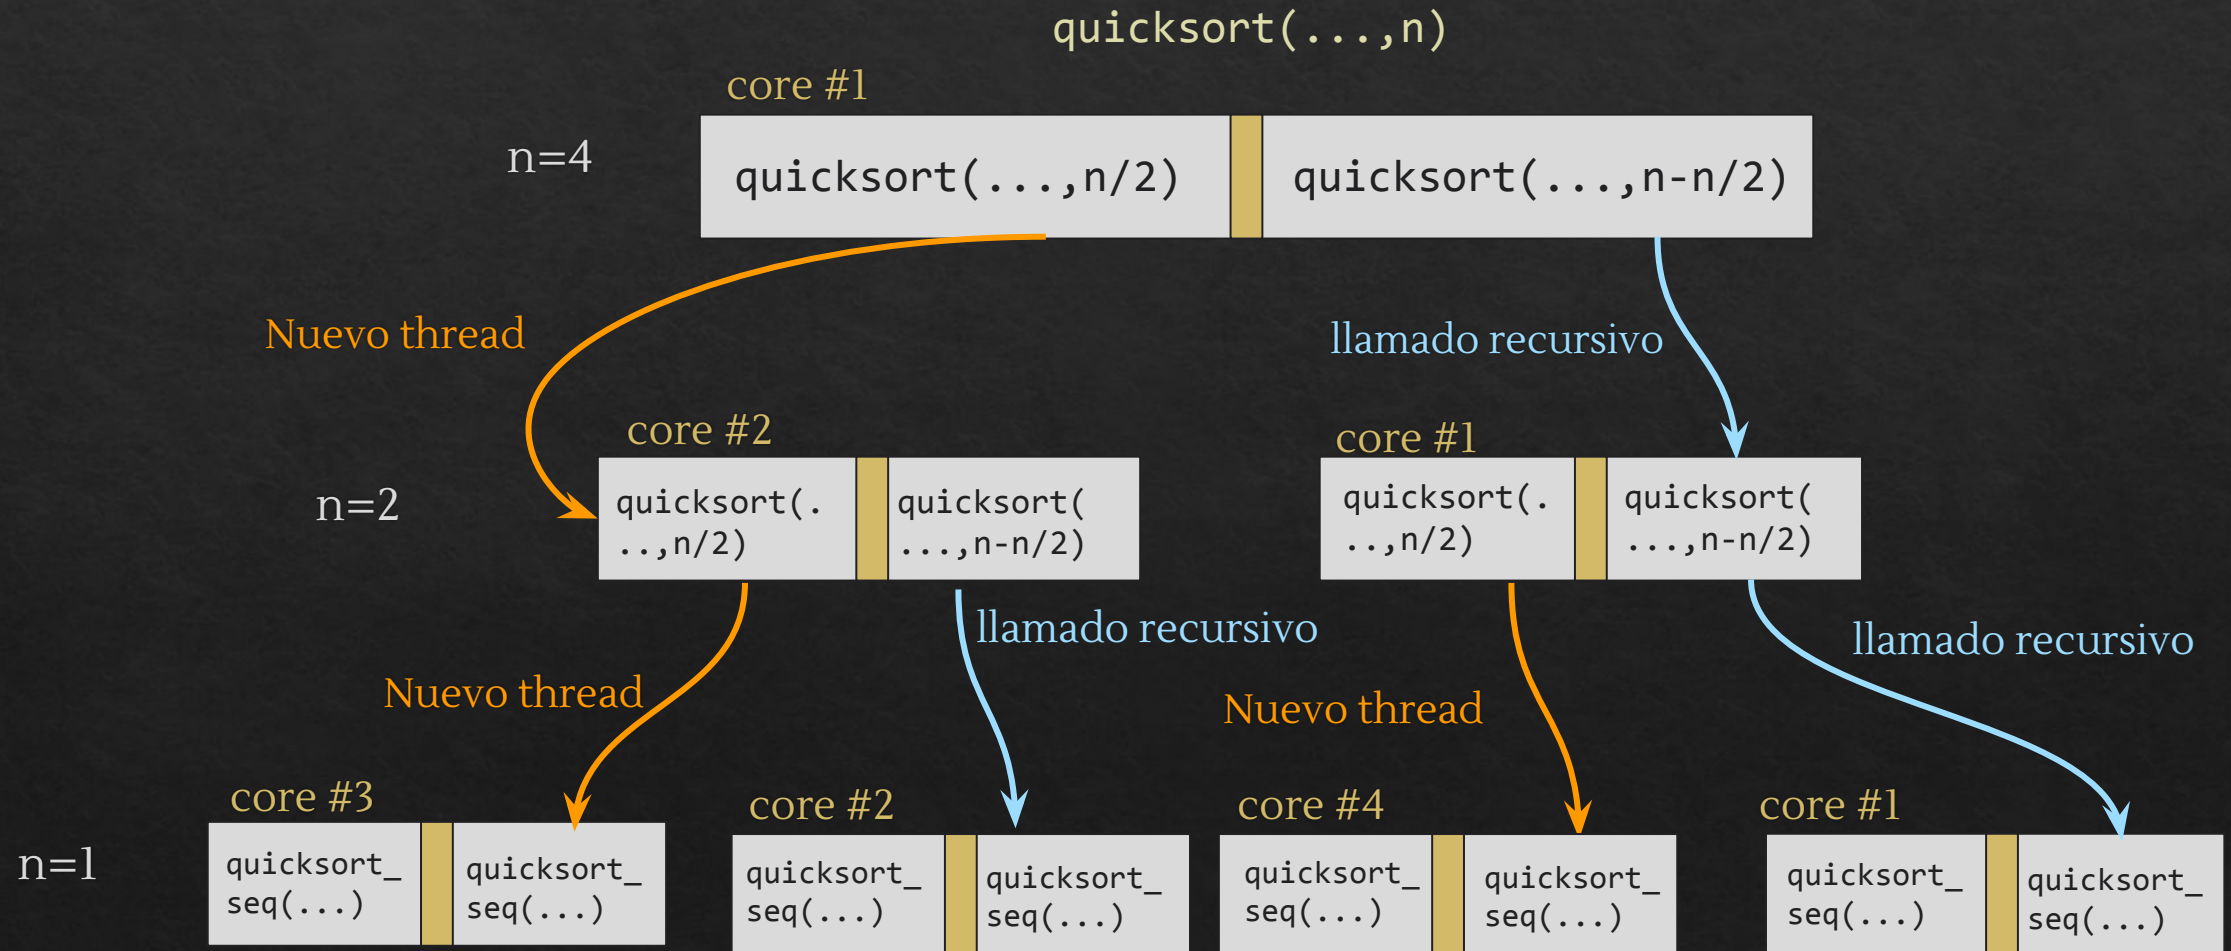 quicksort(...,n)
core #1
n=4
quicksort(...,n/2)
quicksort(...,n-n/2)
Nuevo thread
llamado recursivo
core #2
core #1
n=2
quicksort(.
..,n/2)
quicksort(
...,n-n/2)
quicksort(.
..,n/2)
quicksort(
...,n-n/2)
llamado recursivo
llamado recursivo
Nuevo thread
Nuevo thread
core #3
core #2
core #4
core #1
n=1
quicksort_
seq(...)
quicksort_
seq(...)
quicksort_
seq(...)
quicksort_
seq(...)
quicksort_
seq(...)
quicksort_
seq(...)
quicksort_
seq(...)
quicksort_
seq(...)